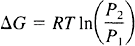 ΔG = RT ln(P₂/P₁)